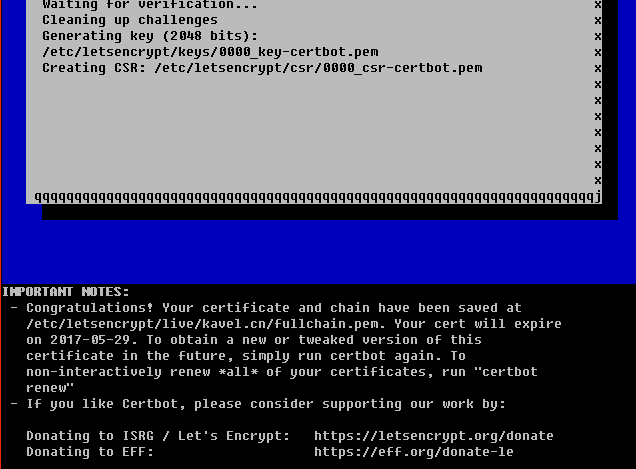 Waiting for verification... x
Cleaning up challenges x
Generating key (2048 bits): x
/etc/letsencrypt/keys/0000_key-certbot.pem x
Creating CSR: /etc/letsencrypt/csr/0000_csr-certbot.pem x
x
x
x
x
x
x
x
qqqqqqqqqqqqqqqqqqqqqqqqqqqqqqqqqqqqqqqqqqqqqqqqqqqqqqqqqqqqqqqqqqqqqqj
IMPORTANT NOTES:
- Congratulations! Your certificate and chain have been saved at
/etc/letsencrypt/live/kavel.cn/fullchain.pem. Your cert will expire
on 2017-05-29. To obtain a new or tweaked version of this
certificate in the future, simply run certbot again. To
non-interactively renew *all* of your certificates, run "certbot
renew"
- If you like Certbot, please consider supporting our work by:
Donating to ISRG / Let's Encrypt: https://letsencrypt.org/donate
Donating to EFF: https://eff.org/donate-le